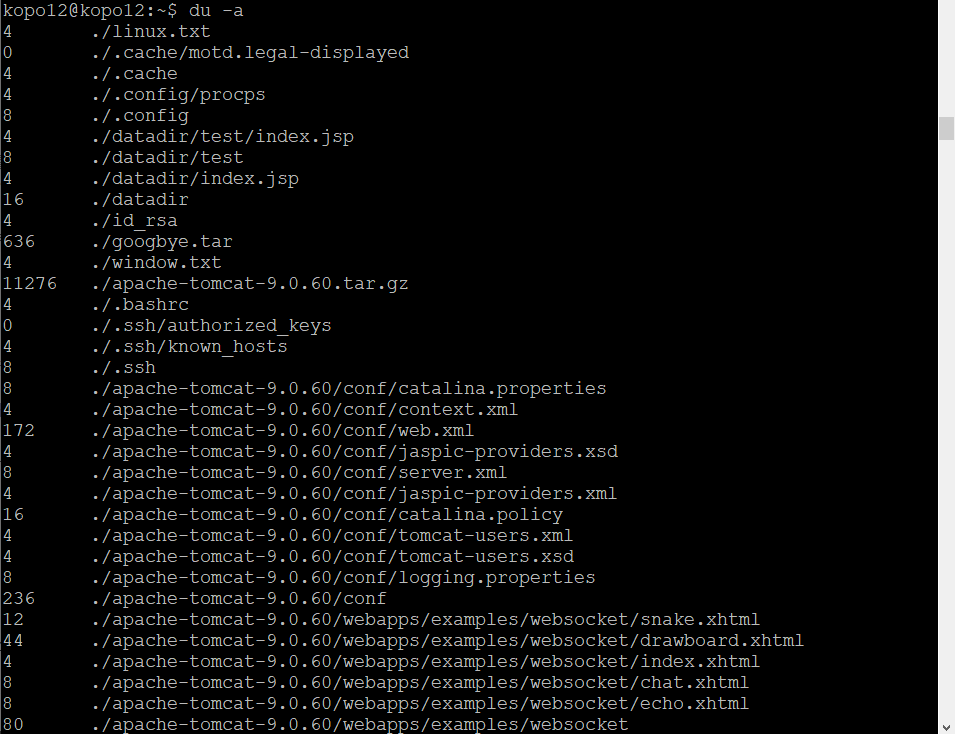 kopo12@kopo12:~$ du -a
4 ./linux.txt
0 ./.cache/motd.legal-displayed
4 ./.cache
4 ./.config/procps
8 ./.config
4 ./datadir/test/index.jsp
8 ./datadir/test
4 ./datadir/index.jsp
16 ./datadir
4 ./id_rsa
636 ./googbye.tar
4 ./window.txt
11276 ./apache-tomcat-9.0.60.tar.gz
4 ./.bashrc
0 ./.ssh/authorized_keys
4 ./.ssh/known_hosts
8 ./.ssh
8 ./apache-tomcat-9.0.60/conf/catalina.properties
4 ./apache-tomcat-9.0.60/conf/context.xml
172 ./apache-tomcat-9.0.60/conf/web.xml
4 ./apache-tomcat-9.0.60/conf/jaspic-providers.xsd
8 ./apache-tomcat-9.0.60/conf/server.xml
4 ./apache-tomcat-9.0.60/conf/jaspic-providers.xml
16 ./apache-tomcat-9.0.60/conf/catalina.policy
4 ./apache-tomcat-9.0.60/conf/tomcat-users.xml
4 ./apache-tomcat-9.0.60/conf/tomcat-users.xsd
8 ./apache-tomcat-9.0.60/conf/logging.properties
236 ./apache-tomcat-9.0.60/conf
12 ./apache-tomcat-9.0.60/webapps/examples/websocket/snake.xhtml
44 ./apache-tomcat-9.0.60/webapps/examples/websocket/drawboard.xhtml
4 ./apache-tomcat-9.0.60/webapps/examples/websocket/index.xhtml
8 ./apache-tomcat-9.0.60/webapps/examples/websocket/chat.xhtml
8 ./apache-tomcat-9.0.60/webapps/examples/websocket/echo.xhtml
80 ./apache-tomcat-9.0.60/webapps/examples/websocket